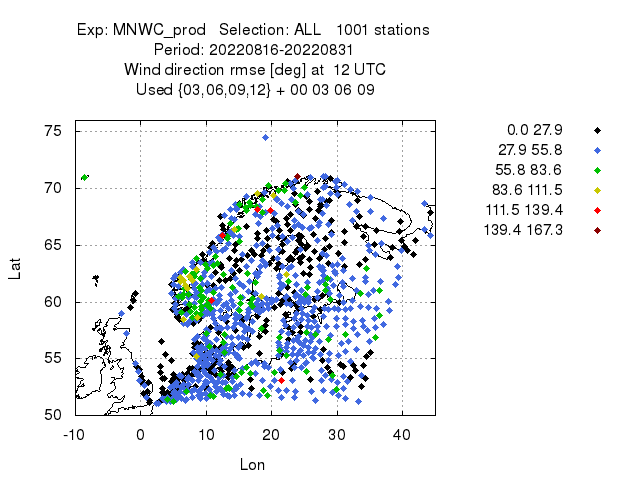 Exp: MNWC_prod   Selection: ALL   1001 stations
Period: 20220816-20220831
Wind direction rmse [deg] at  12 UTC
Used {03,06,09,12} + 00 03 06 09
0.0 27.9
27.9 55.8
55.8 83.6
83.6 111.5
111.5 139.4
139.4 167.3
Lat
75
70
65
60
55
50
-10 0 10 20 30 40
Lon